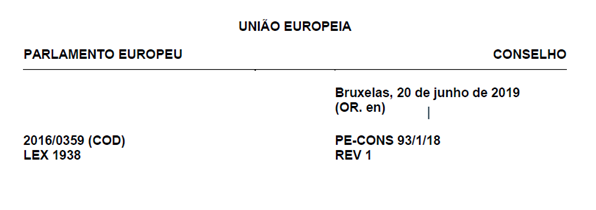 UNIÃO EUROPEIA
PARLAMENTO EUROPEU CONSELHO
Bruxelas, 20 de junho de 2019
(OR. en)
2016/0359 (COD) PE-CONS 93/1/18
LEX 1938 REV 1